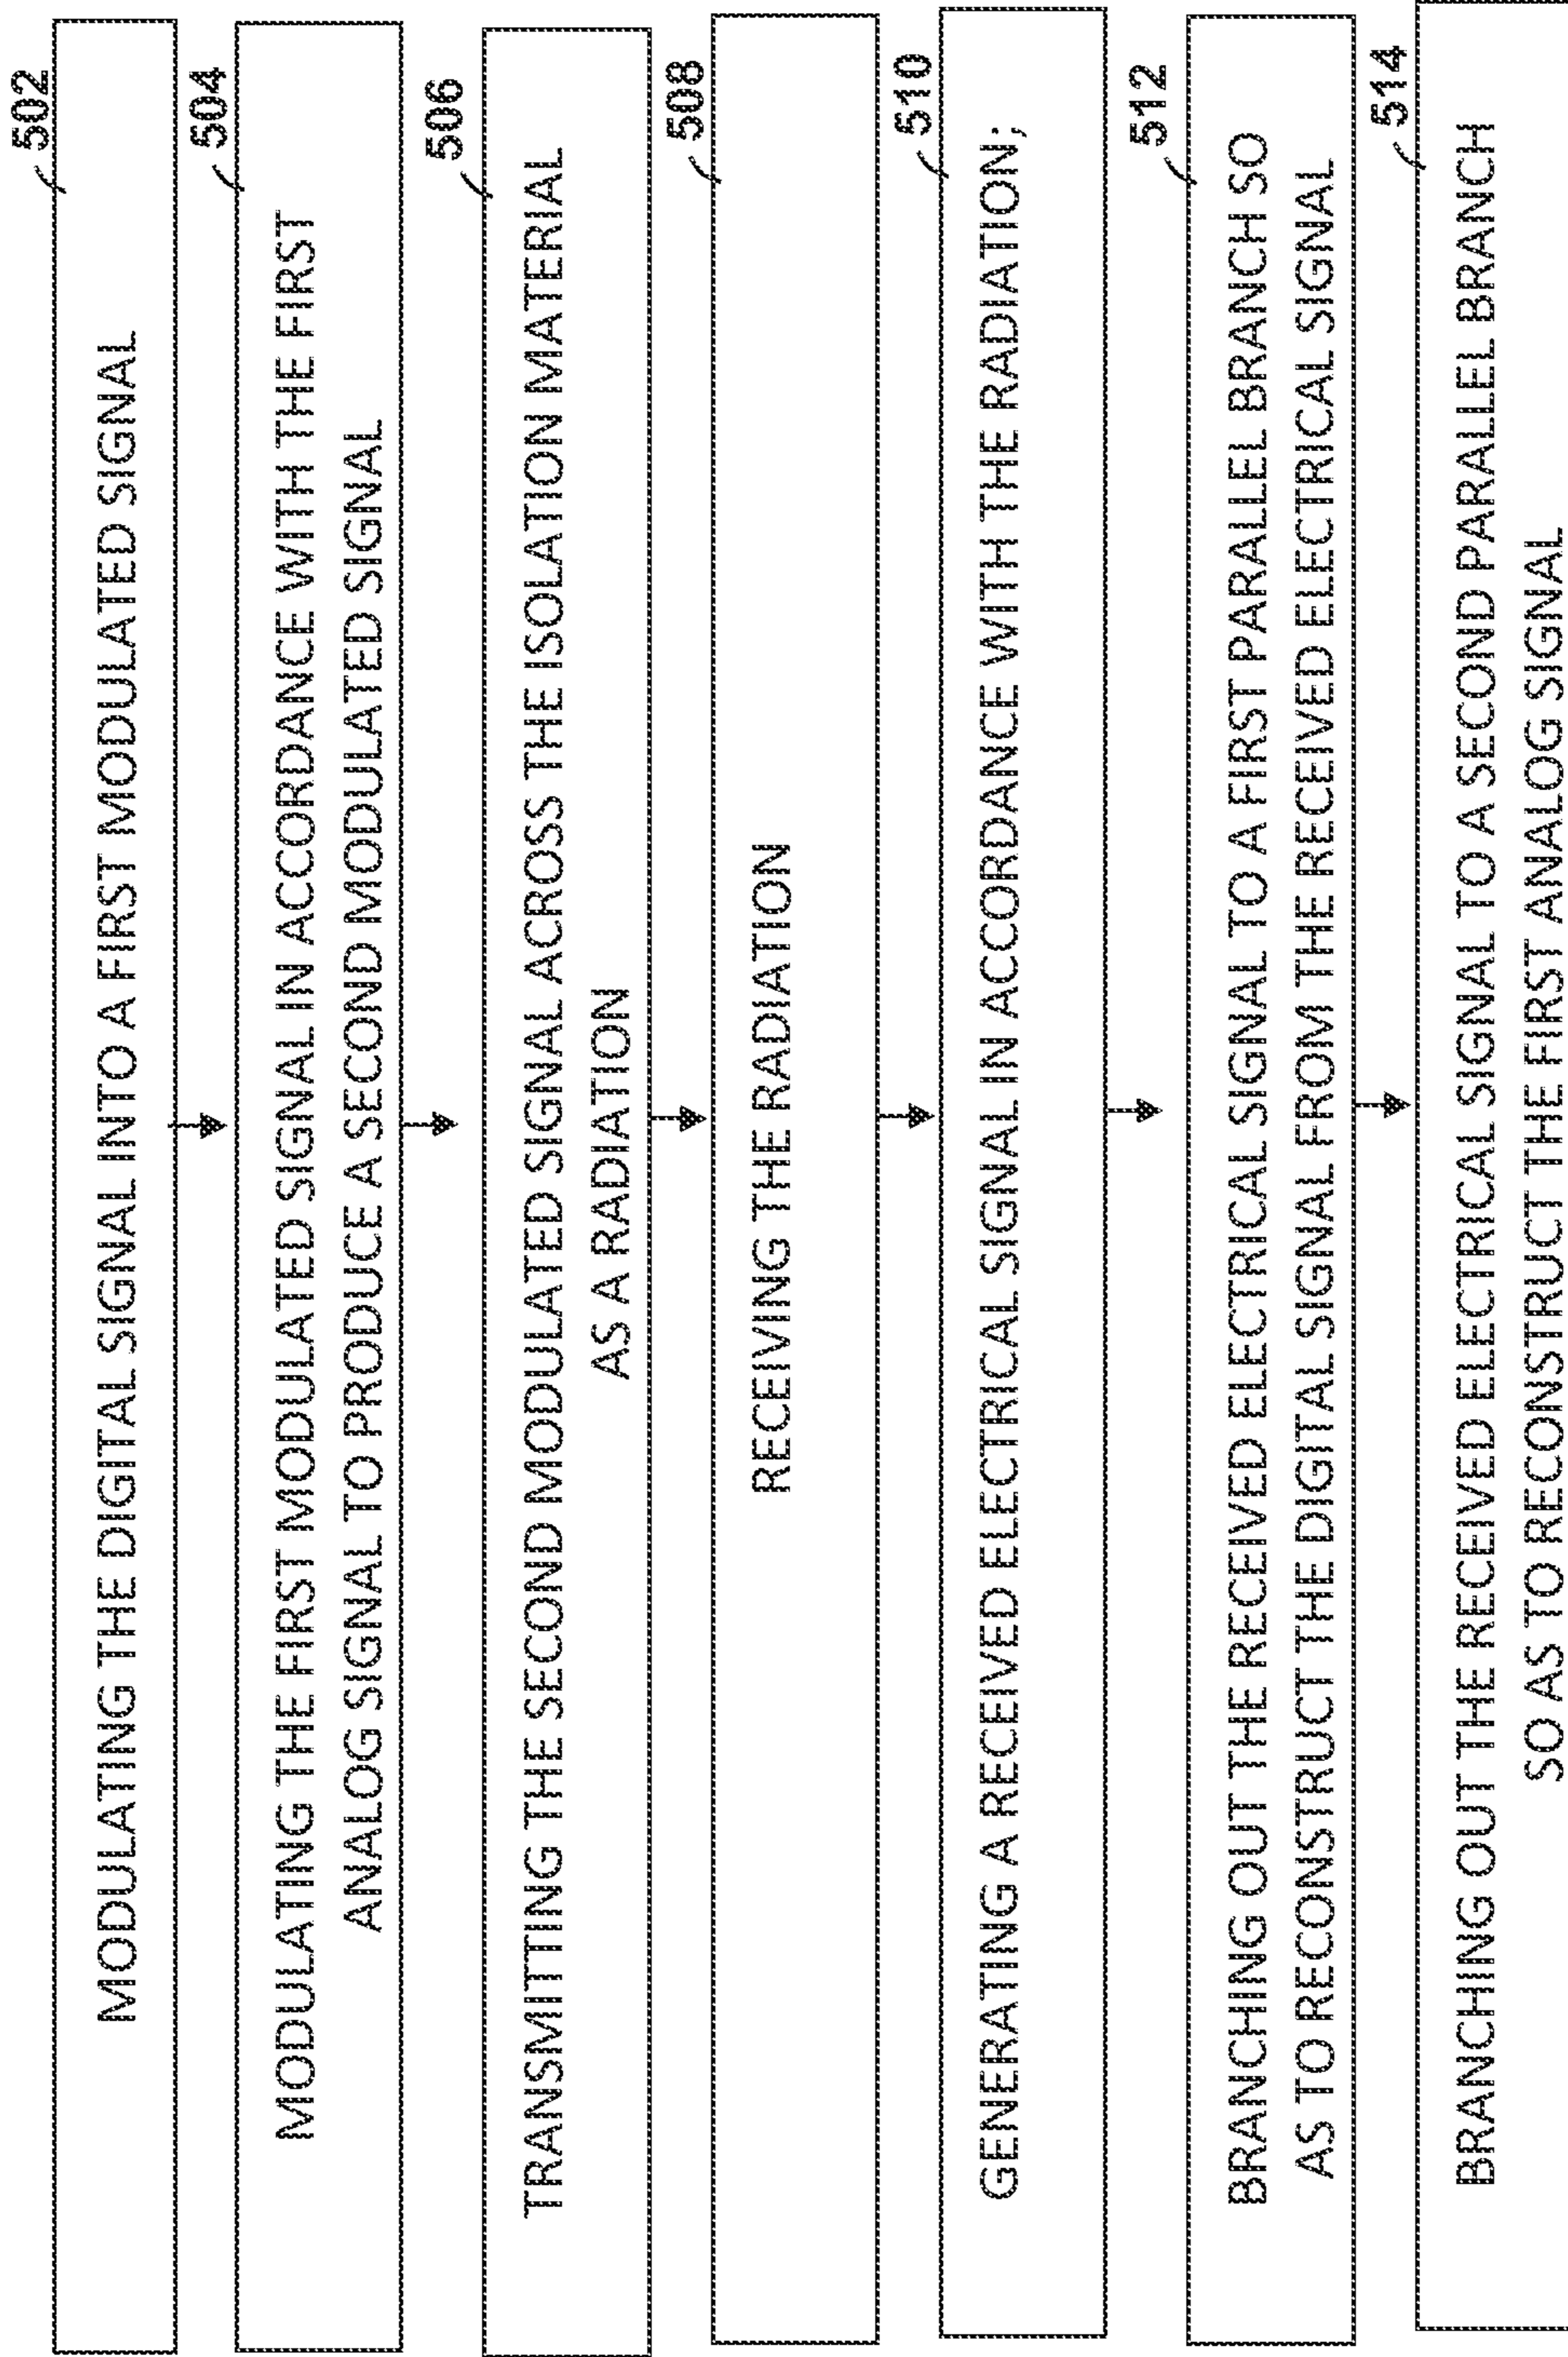 502
MODULATING THE DIGITAL SIGNAL INTO A FIRST MODULATED SIGNAL
504
MODULATING THE FIRST MODULATED SIGNAL IN ACCORDANCE WITH THE FIRST
ANALOG SIGNAL TO PRODUCE A SECOND MODULATED SIGNAL
506
TRANSMITTING THE SECOND MODULATED SIGNAL ACROSS THE ISOLATION MATERIAL
AS A RADIATION
508
RECEIVING THE RADIATION
510
GENERATING A RECEIVED ELECTRICAL SIGNAL IN ACCORDANCE WITH THE RADIATION;
512
BRANCHING OUT THE RECEIVED ELECTRICAL SIGNAL TO A FIRST PARALLEL BRANCH SO
AS TO RECONSTRUCT THE DIGITAL SIGNAL FROM THE RECEIVED ELECTRICAL SIGNAL
514
BRANCHING OUT THE RECEIVED ELECTRICAL SIGNAL TO A SECOND PARALLEL BRANCH
SO AS TO RECONSTRUCT THE FIRST ANALOG SIGNAL